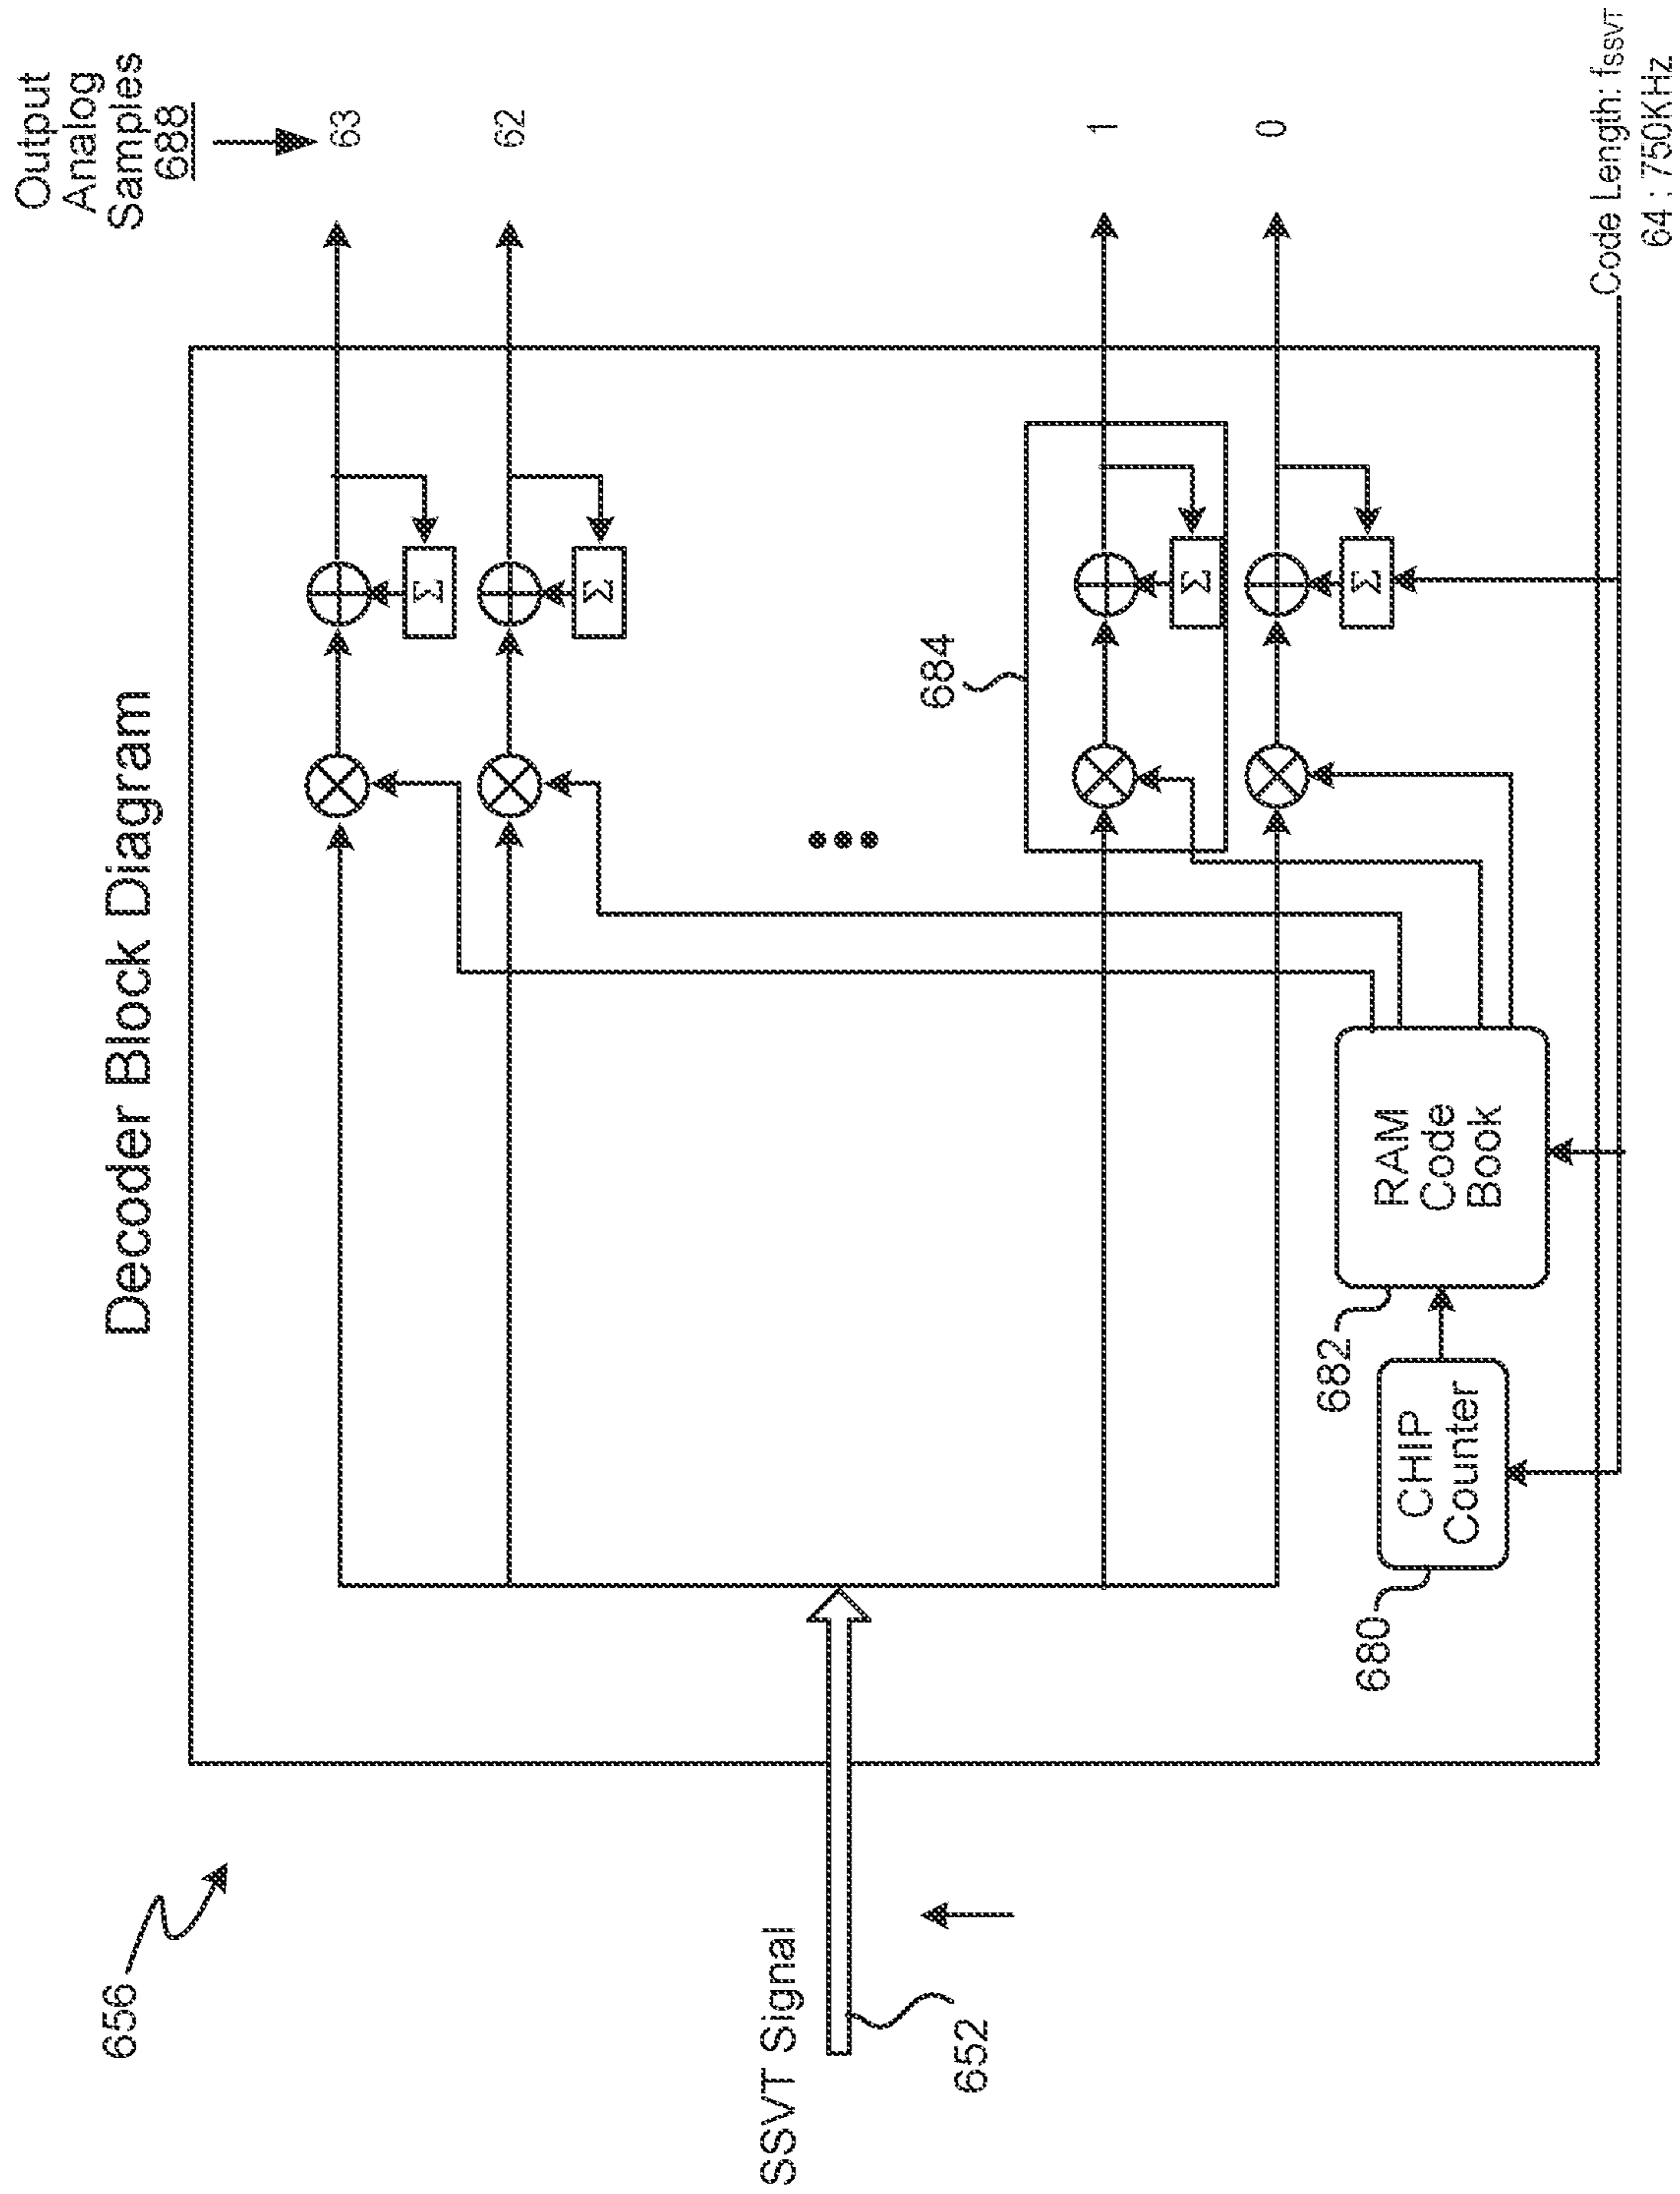 Decoder Block Diagram
656
SSVT Signal
652
Output
Analog
Samples
688
63
62
1
0
684
Σ
Σ
Σ
Σ
682
RAM
Code
Book
680
CHIP
Counter
Code Length: fSSVT
64 : 750KHz